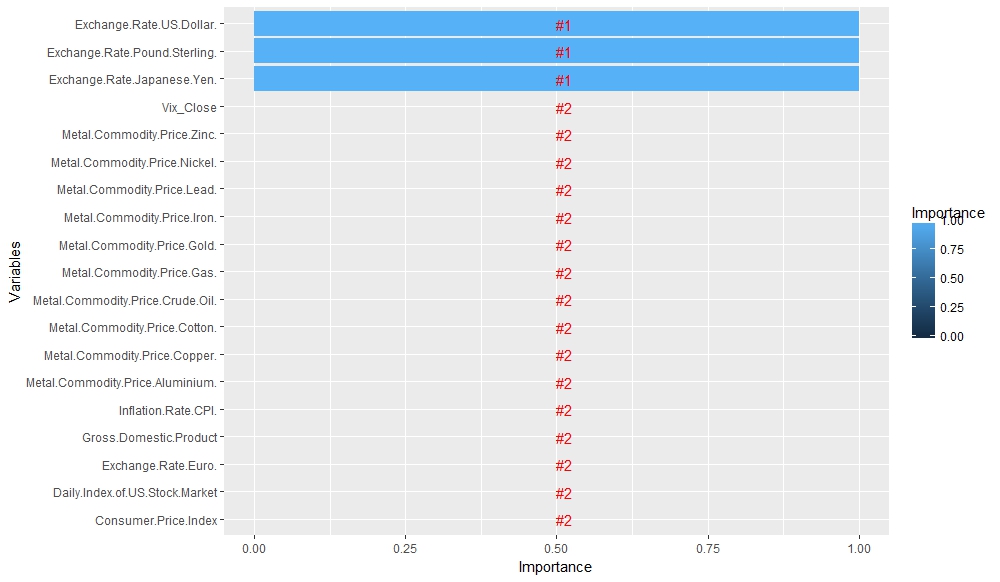 Exchange.Rate.US.Dollar. #1
Exchange.Rate.Pound.Sterling. #1
Exchange.Rate.Japanese.Yen. #1
Vix_Close #2
Metal.Commodity.Price.Zinc. #2
Metal.Commodity.Price.Nickel. #2
Metal.Commodity.Price.Lead. #2
Metal.Commodity.Price.Iron. #2
Metal.Commodity.Price.Gold. #2
Metal.Commodity.Price.Gas. #2
Metal.Commodity.Price.Crude.Oil. #2
Metal.Commodity.Price.Cotton. #2
Metal.Commodity.Price.Copper. #2
Metal.Commodity.Price.Aluminium. #2
Inflation.Rate.CPI. #2
Gross.Domestic.Product #2
Exchange.Rate.Euro. #2
Daily.Index.of.US.Stock.Market #2
Consumer.Price.Index #2
Variables
0.00 0.25 0.50 0.75 1.00
Importance
Importance
1.00
0.75
0.50
0.25
0.00